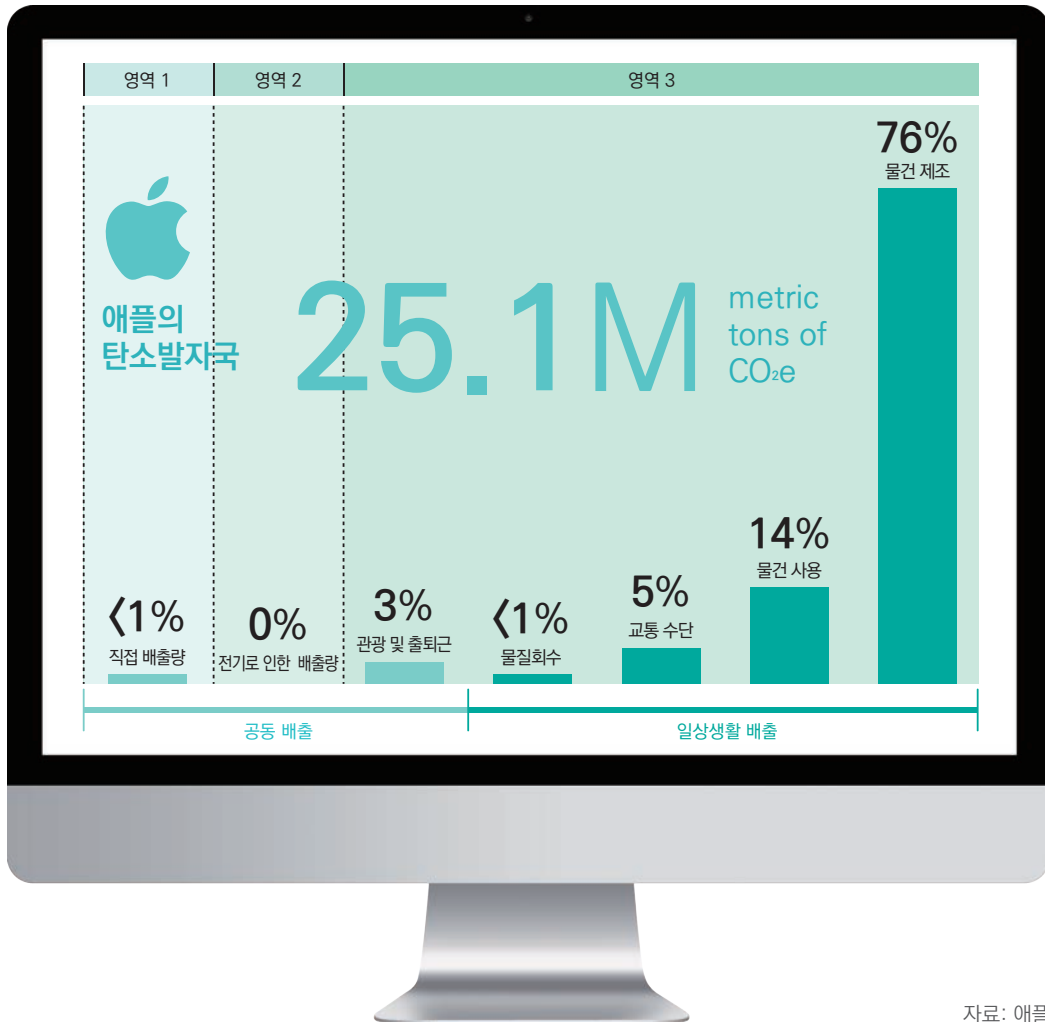 영역 1
영역 2
영역 3
애플의
탄소발자국
25.1M
metric
tons of
CO₂e
〈1%
직접 배출량
0%
전기로 인한 배출량
3%
관광 및 출퇴근
〈1%
물질회수
5%
교통 수단
14%
물건 사용
76%
물건 제조
공동 배출
일상생활 배출
자료: 애플